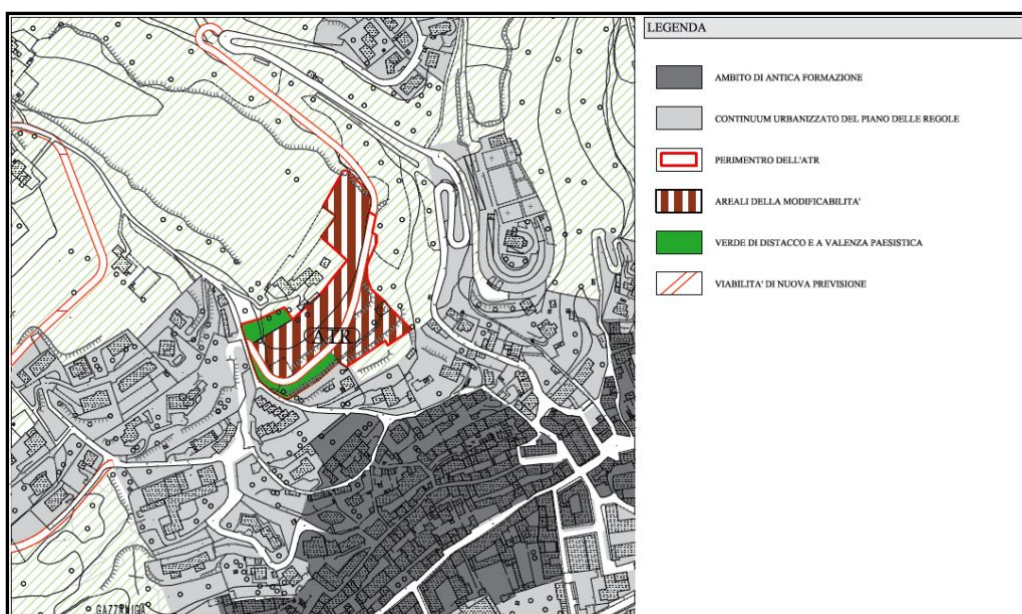 LEGENDA
AMBITO DI ANTICA FORMAZIONE
CONTINUUM URBANIZZATO DEL PIANO DELLE REGOLE
PERIMENTRO DELL'ATR
AREALI DELLA MODIFICABILITA'
VERDE DI DISTACCO E A VALENZA PAESISTICA
VIABILITA' DI NUOVA PREVISIONE
ATR